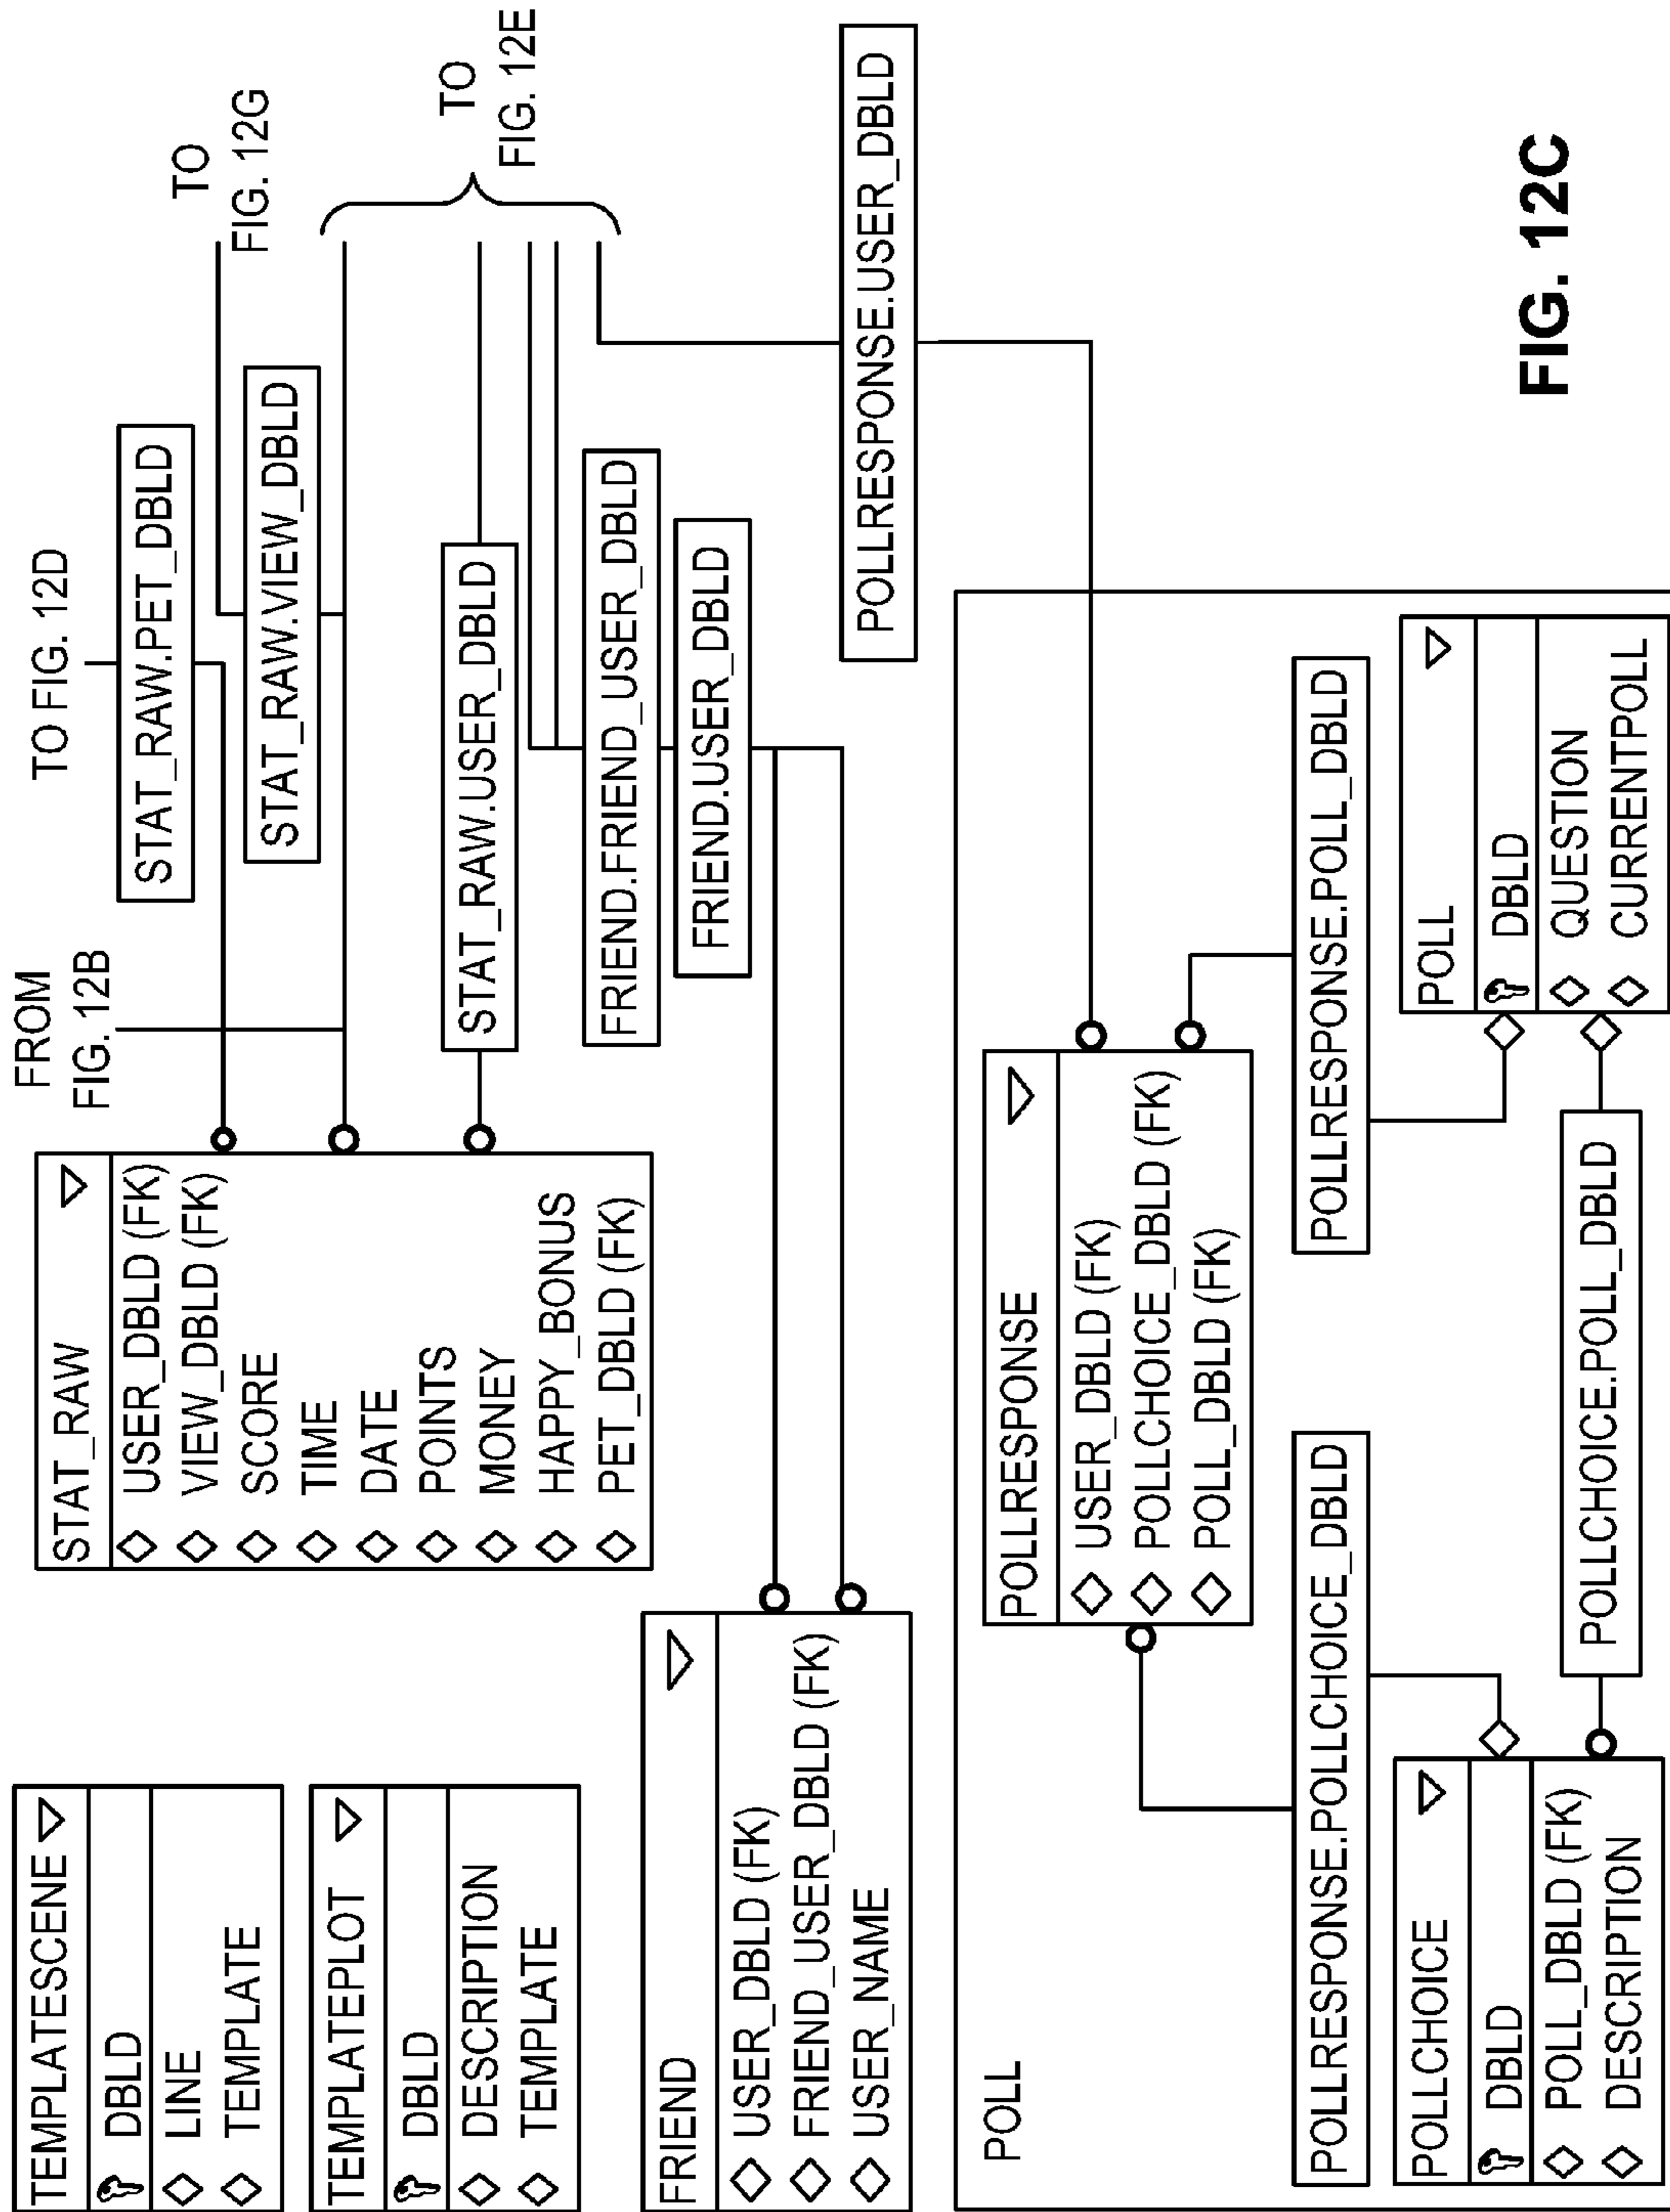 TEMPLATESCENE
DBLD
LINE
TEMPLATE
TEMPLATEPLOT
DBLD
DESCRIPTION
TEMPLATE
STAT_RAW
USER_DBLD (FK)
VIEW_DBLD (FK)
SCORE
TIME
DATE
POINTS
MONEY
HAPPY_BONUS
PET_DBLD (FK)
FROM
FIG. 12B
TO FIG. 12D
STAT_RAW.PET_DBLD
TO
FIG. 12G
STAT_RAW.VIEW_DBLD
TO
FIG. 12E
STAT_RAW.USER_DBLD
FRIEND.FRIEND_USER_DBLD
FRIEND.USER_DBLD
FRIEND
USER_DBLD (FK)
FRIEND_USER_DBLD (FK)
USER_NAME
POLLRESPONSE.USER_DBLD
POLL
POLLRESPONSE
USER_DBLD (FK)
POLLCHOICE_DBLD (FK)
POLL_DBLD (FK)
POLLRESPONSE.POLLCHOICE_DBLD
POLLRESPONSE.POLL_DBLD
POLLCHOICE
DBLD
POLL_DBLD (FK)
DESCRIPTION
POLLCHOICE.POLL_DBLD
POLL
DBLD
QUESTION
CURRENTPOLL
FIG. 12C